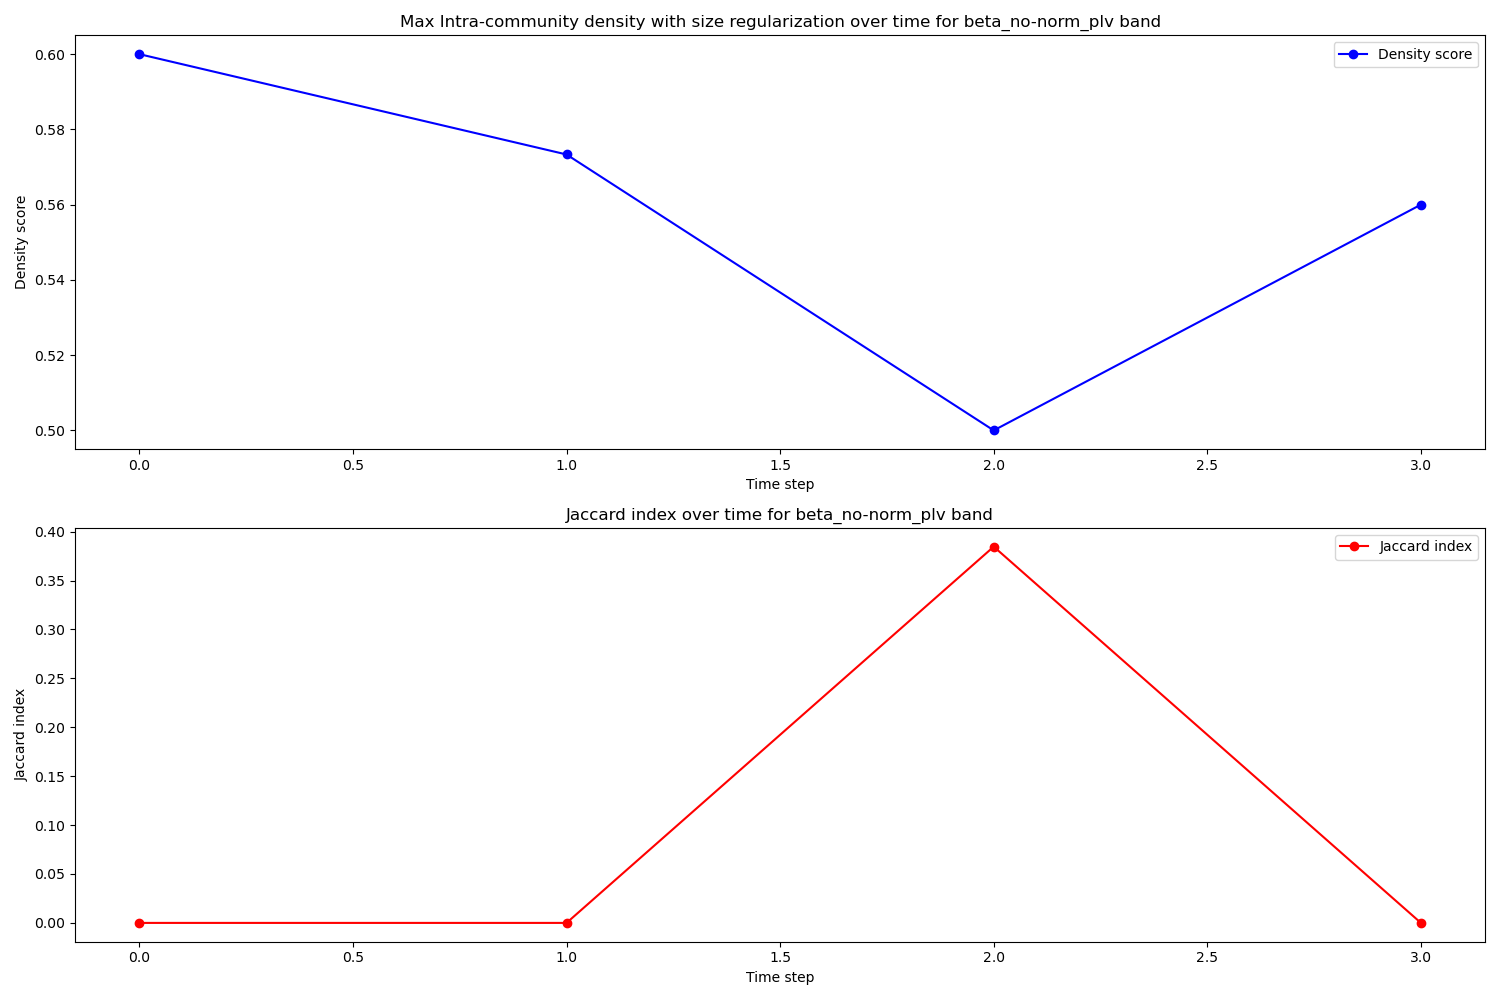 Max Intra-community density with size regularization over time for beta_no-norm_plv band
Density score
0.60
0.58
0.56
0.54
0.52
0.50
Density score
0.0 0.5 1.0 1.5 2.0 2.5 3.0
Time step
Jaccard index over time for beta_no-norm_plv band
Jaccard index
0.40
0.35
0.30
0.25
0.20
0.15
0.10
0.05
0.00
Jaccard index
0.0 0.5 1.0 1.5 2.0 2.5 3.0
Time step